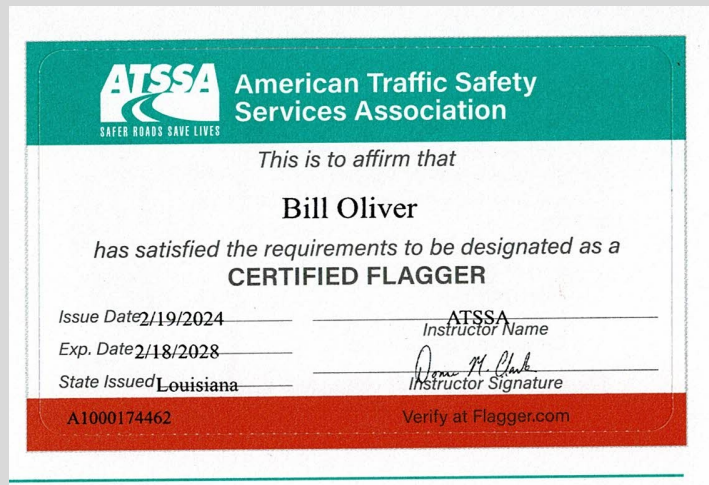 ATSSA
SAFER ROADS SAVE LIVES
American Traffic Safety
Services Association
This is to affirm that
Bill Oliver
has satisfied the requirements to be designated as a
CERTIFIED FLAGGER
Issue Date 2/19/2024
Exp. Date 2/18/2028
State Issued Louisiana
ATSSA
Instructor Name
Donna M. Clark
Instructor Signature
A1000174462
Verify at Flagger.com